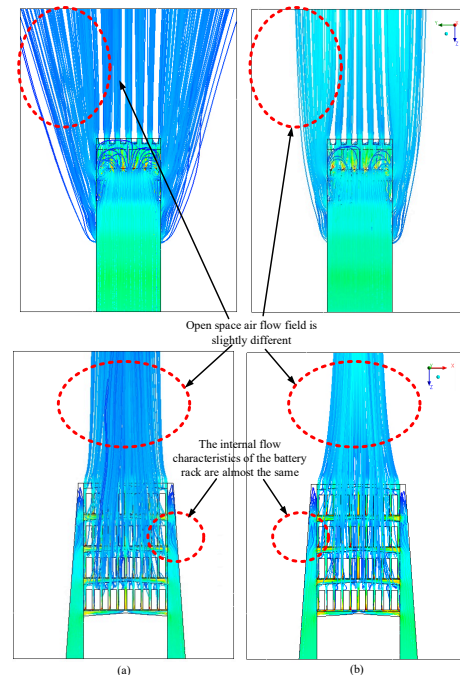 Open space air flow field is
slightly different
The internal flow
characteristics of the battery
rack are almost the same
(a)
(b)